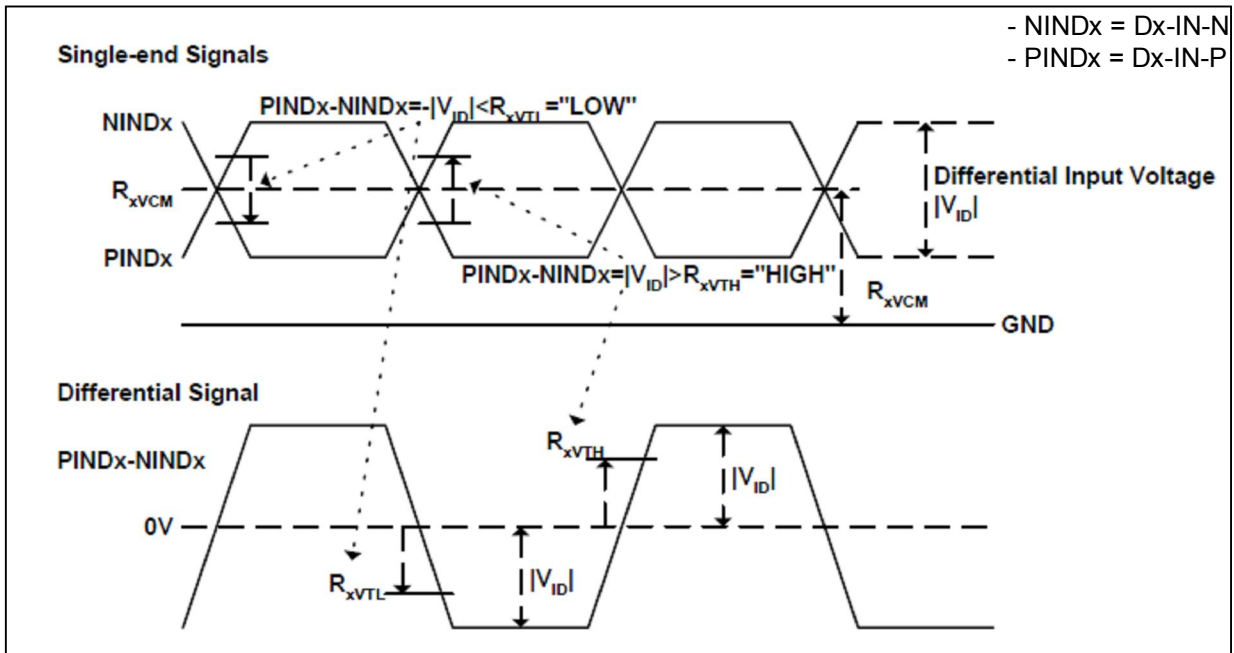 - NINDx = Dx-IN-N
- PINDx = Dx-IN-P
Single-end Signals
PINDx-NINDx=-|VID|<RxVTL="LOW"
NINDx
RxVCM
Differential Input Voltage
|VID|
PINDx
PINDx-NINDx=|VID|>RxVTH="HIGH"
RxVCM
GND
Differential Signal
RxVTH
PINDx-NINDx
|VID|
0V
RxVTL
|VID|